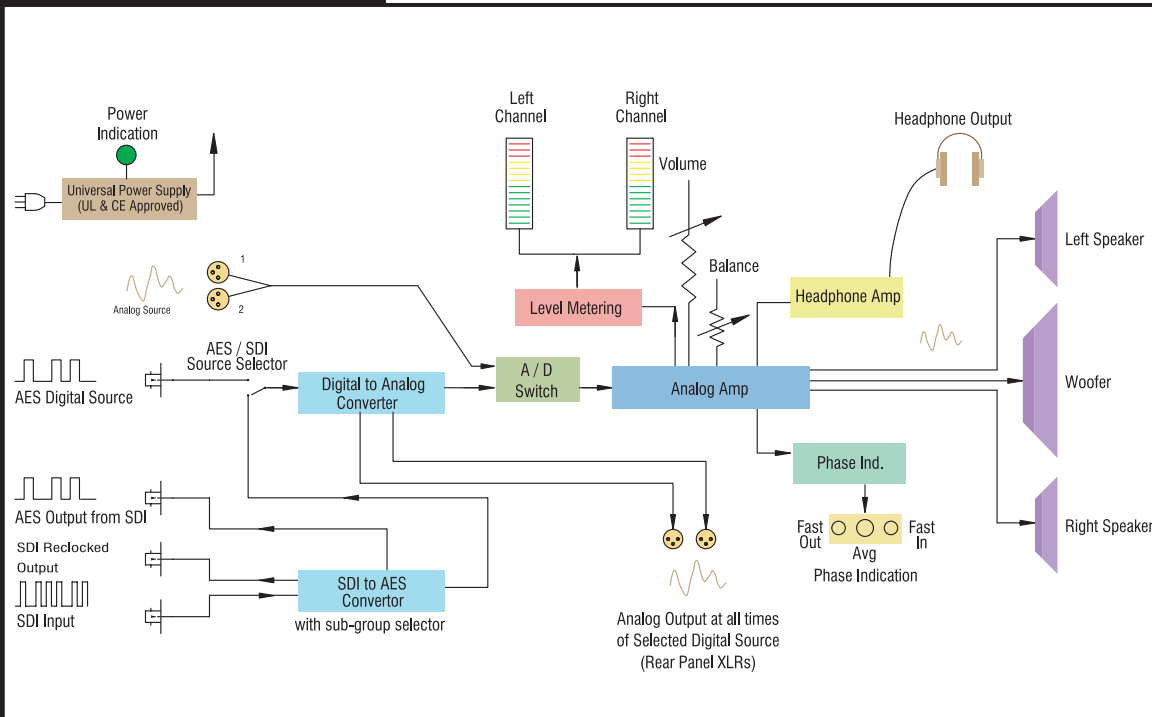 Left
Channel
Right
Channel
Power
Indication
Headphone Output
Volume
Universal Power Supply
(UL & CE Approved)
Left Speaker
1
2
Analog Source
Balance
Level Metering
Headphone Amp
AES / SDI
Source Selector
AES Digital Source
Digital to Analog
Converter
A / D
Switch
Analog Amp
Woofer
Phase Ind.
AES Output from SDI
Fast
Out
Fast
In
Avg
Phase Indication
Right Speaker
SDI Reclocked
Output
SDI Input
SDI to AES
Convertor
with sub-group selector
Analog Output at all times
of Selected Digital Source
(Rear Panel XLRs)